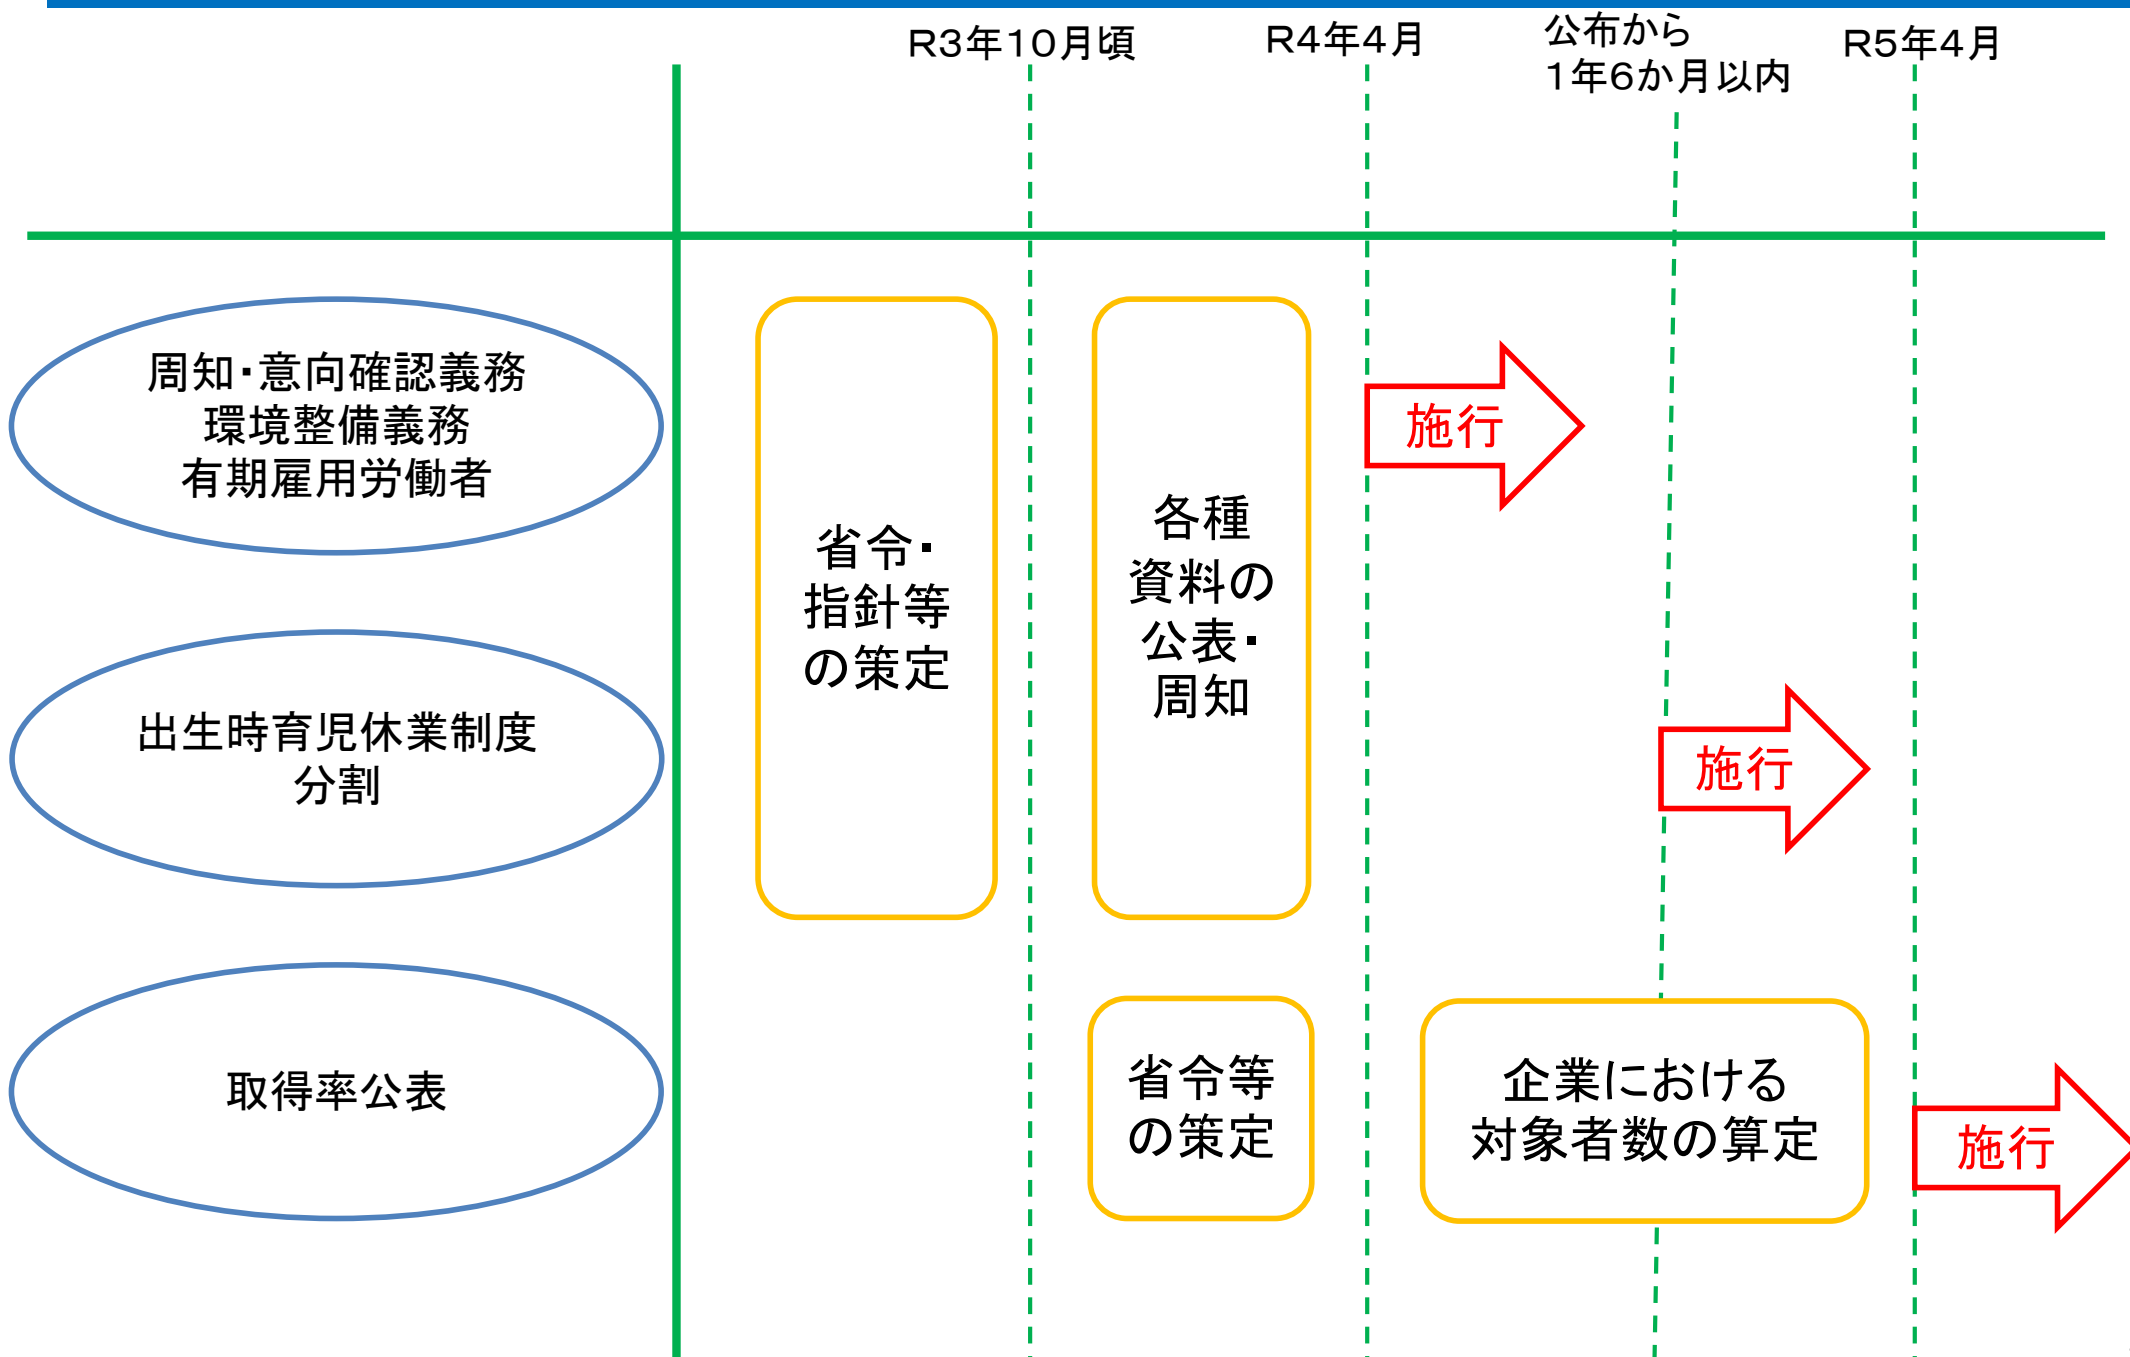 R3年10月頃
R4年4月
公布から
1年6か月以内
R5年4月
周知・意向確認義務
環境整備義務
有期雇用労働者
省令・
指針等
の策定
各種
資料の
公表・
周知
施行
出生時育児休業制度
分割
施行
取得率公表
省令等
の策定
企業における
対象者数の算定
施行